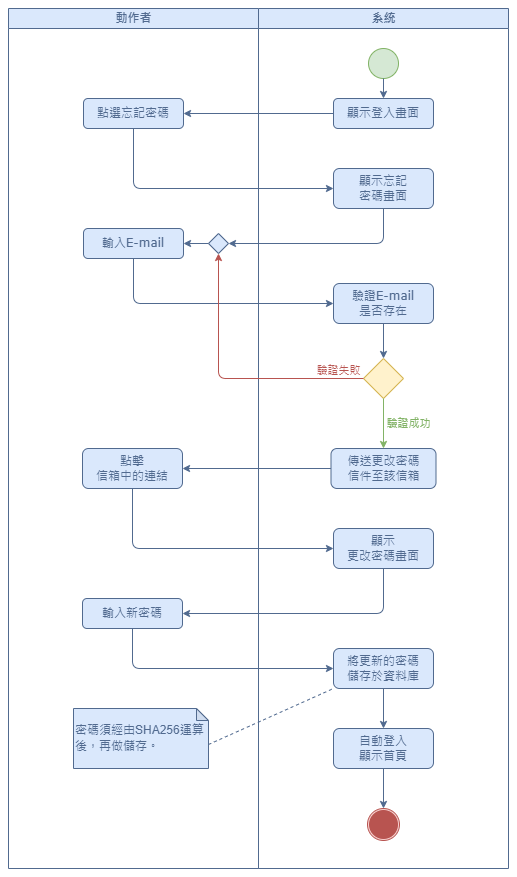 動作者
系統
顯示登入畫面
點選忘記密碼
顯示忘記
密碼畫面
輸入E-mail
驗證E-mail
是否存在
驗證失敗
驗證成功
傳送更改密碼
信件至該信箱
點擊
信箱中的連結
顯示
更改密碼畫面
輸入新密碼
將更新的密碼
儲存於資料庫
密碼須經由SHA256運算
後，再做儲存。
自動登入
顯示首頁